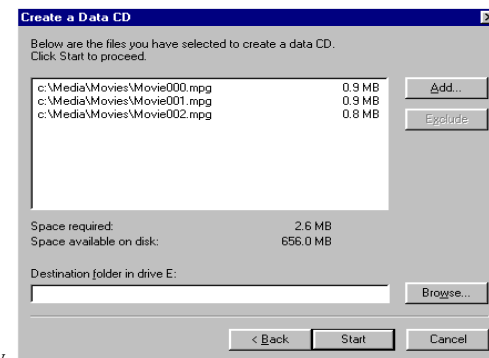 Create a Data CD
Below are the files you have selected to create a data CD.
Click Start to proceed.
c:\Media\Movies\Movie000.mpg 0.9 MB
c:\Media\Movies\Movie001.mpg 0.9 MB
c:\Media\Movies\Movie002.mpg 0.8 MB
Add...
Exclude
Space required: 2.6 MB
Space available on disk: 656.0 MB
Destination folder in drive E:
Browse...
< Back Start Cancel